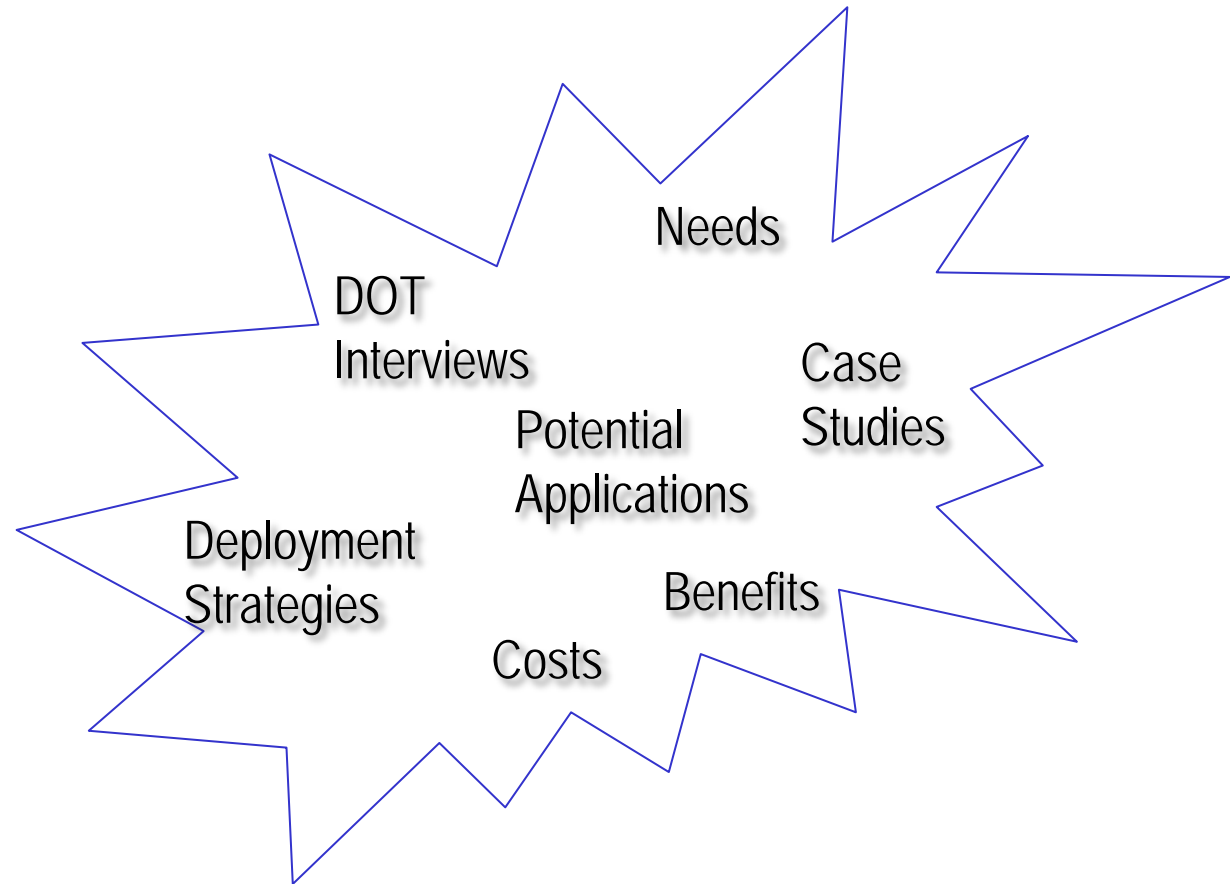 Needs
DOT
Interviews
Case
Studies
Potential
Applications
Deployment
Strategies
Benefits
Costs